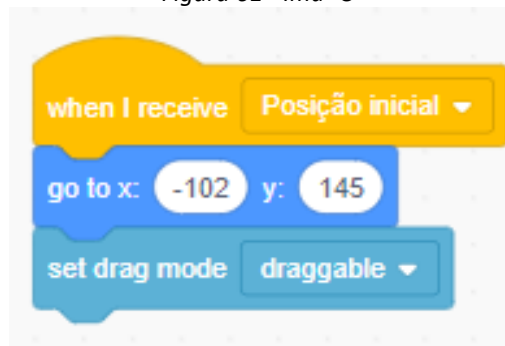 when I receive Posição inicial
go to x: -102 y: 145
set drag mode draggable